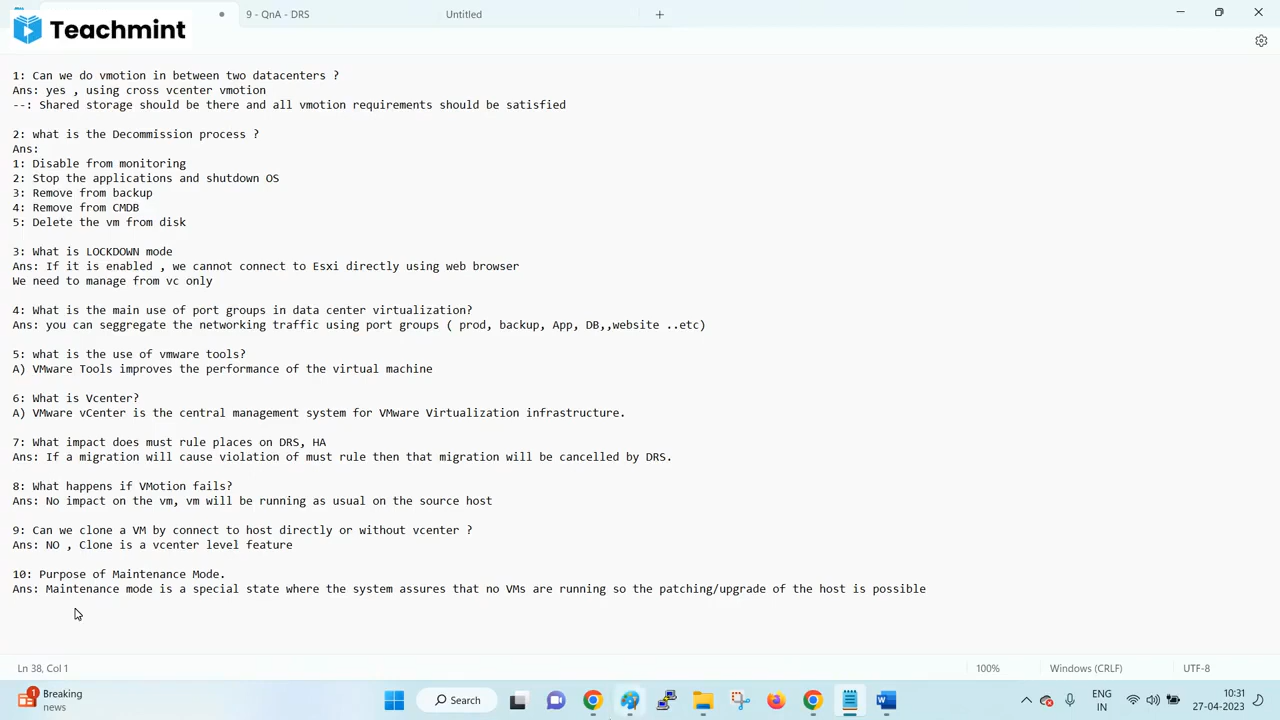 9 - QnA - DRS
Untitled
Teachmint
1: Can we do vmotion in between two datacenters ?
Ans: yes , using cross vcenter vmotion
--: Shared storage should be there and all vmotion requirements should be satisfied
2: what is the Decommission process ?
Ans:
1: Disable from monitoring
2: Stop the applications and shutdown OS
3: Remove from backup
4: Remove from CMDB
5: Delete the vm from disk
3: What is LOCKDOWN mode
Ans: If it is enabled , we cannot connect to Esxi directly using web browser
We need to manage from vc only
4: What is the main use of port groups in data center virtualization?
Ans: you can seggregate the networking traffic using port groups ( prod, backup, App, DB,,website ..etc)
5: what is the use of vmware tools?
A) VMware Tools improves the performance of the virtual machine
6: What is Vcenter?
A) VMware vCenter is the central management system for VMware Virtualization infrastructure.
7: What impact does must rule places on DRS, HA
Ans: If a migration will cause violation of must rule then that migration will be cancelled by DRS.
8: What happens if VMotion fails?
Ans: No impact on the vm, vm will be running as usual on the source host
9: Can we clone a VM by connect to host directly or without vcenter ?
Ans: NO , Clone is a vcenter level feature
10: Purpose of Maintenance Mode.
Ans: Maintenance mode is a special state where the system assures that no VMs are running so the patching/upgrade of the host is possible
Ln 38, Col 1
100%
Windows (CRLF)
UTF-8
1
Breaking
news
Search
ENG
IN
10:31
27-04-2023